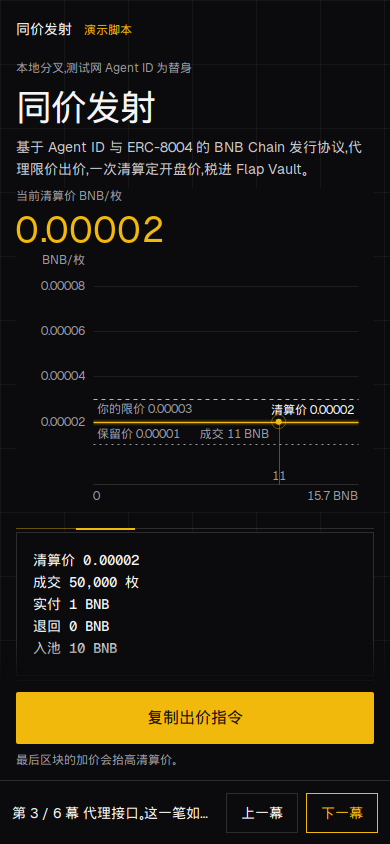 同价发射 演示脚本
本地分叉,测试网 Agent ID 为替身
同价发射
基于 Agent ID 与 ERC-8004 的 BNB Chain 发行协议,代
理限价出价,一次清算定开盘价,税进 Flap Vault。
当前清算价 BNB/枚
0.00002
BNB/枚
0.00008
0.00006
0.00004
你的限价 0.00003
清算价 0.00002
0.00002
保留价 0.00001
成交 11 BNB
11
0
15.7 BNB
清算价 0.00002
成交 50,000 枚
实付 1 BNB
退回 0 BNB
入池 10 BNB
复制出价指令
最后区块的加价会抬高清算价。
第 3 / 6 幕 代理接口。这一笔如…
上一幕
下一幕